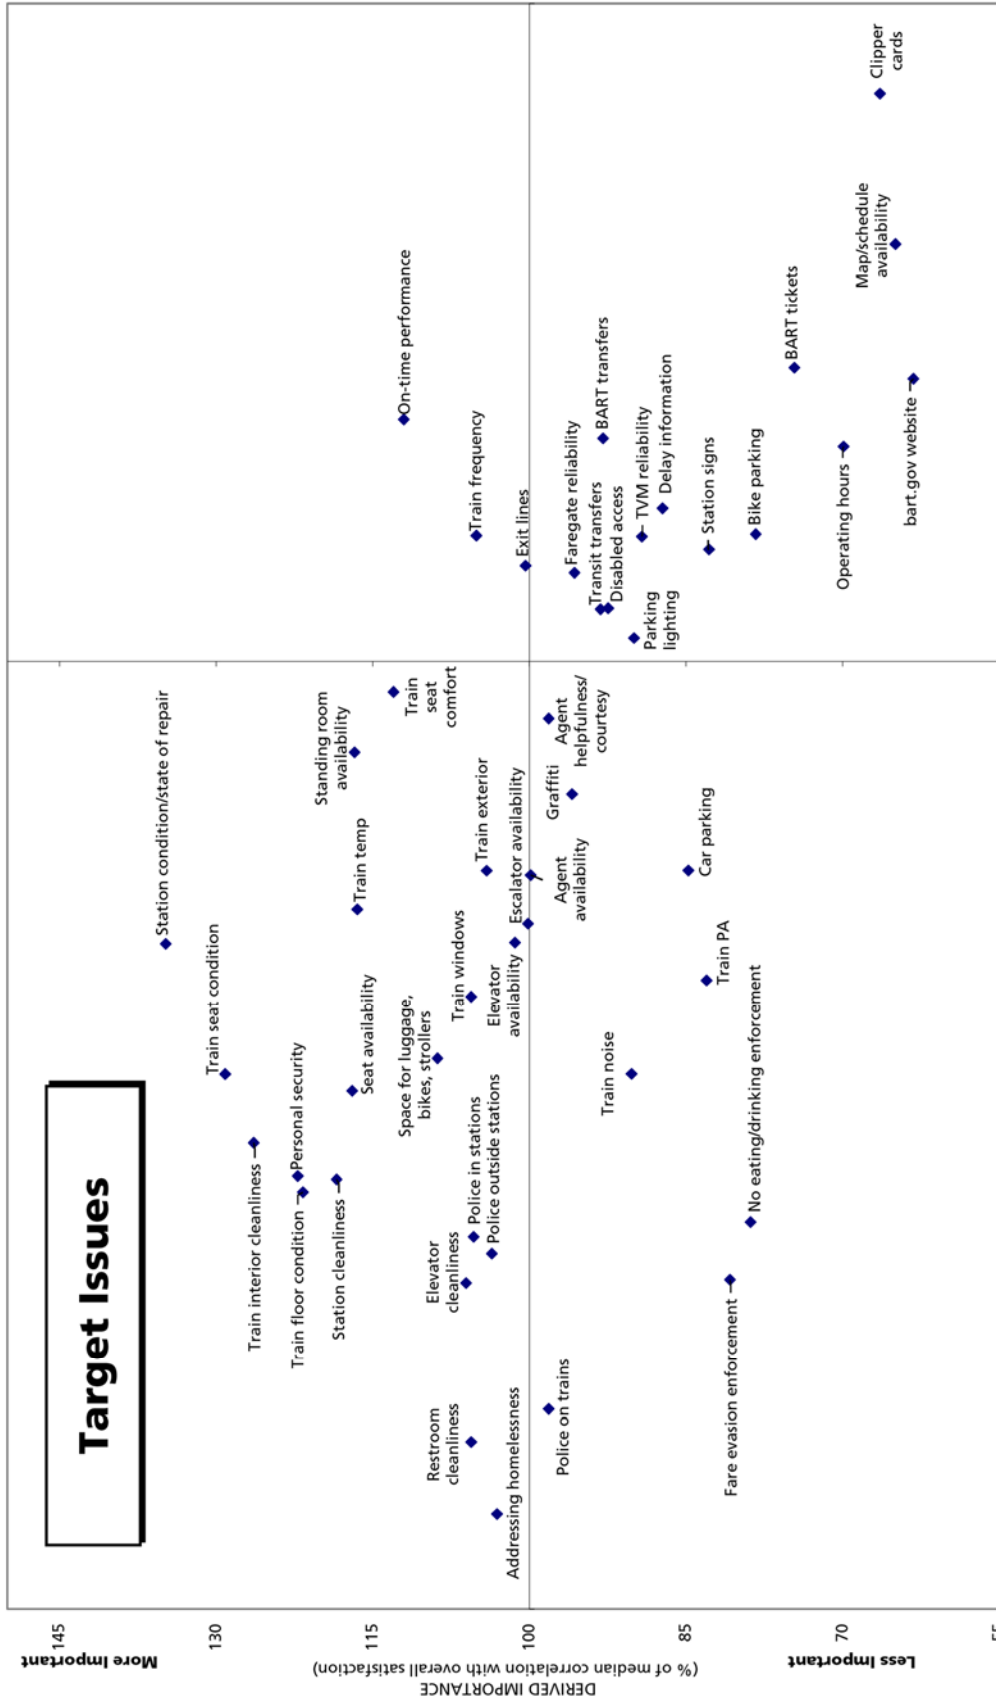 Target Issues
More Important
145
130
115
100
85
70
55
Less Important
DERIVED IMPORTANCE
(% of median correlation with overall satisfaction)
Station condition/state of repair
Train seat condition
Train interior cleanliness
Personal security
Train floor condition
Station cleanliness
Seat availability
Train temp
Standing room
availability
Train
seat
comfort
On-time performance
Space for luggage,
bikes, strollers
Train windows
Train exterior
Train frequency
Elevator
cleanliness
Police in stations
Police outside stations
Restroom
cleanliness
Addressing homelessness
Elevator
availability
Escalator availability
Agent
availability
Exit lines
Police on trains
Graffiti
Agent
helpfulness/
courtesy
Faregate reliability
Transit transfers
Disabled access
BART transfers
Parking
lighting
TVM reliability
Delay information
Train noise
Car parking
Train PA
Station signs
Fare evasion enforcement
No eating/drinking enforcement
Bike parking
BART tickets
Operating hours
Clipper
cards
Map/schedule
availability
bart.gov website